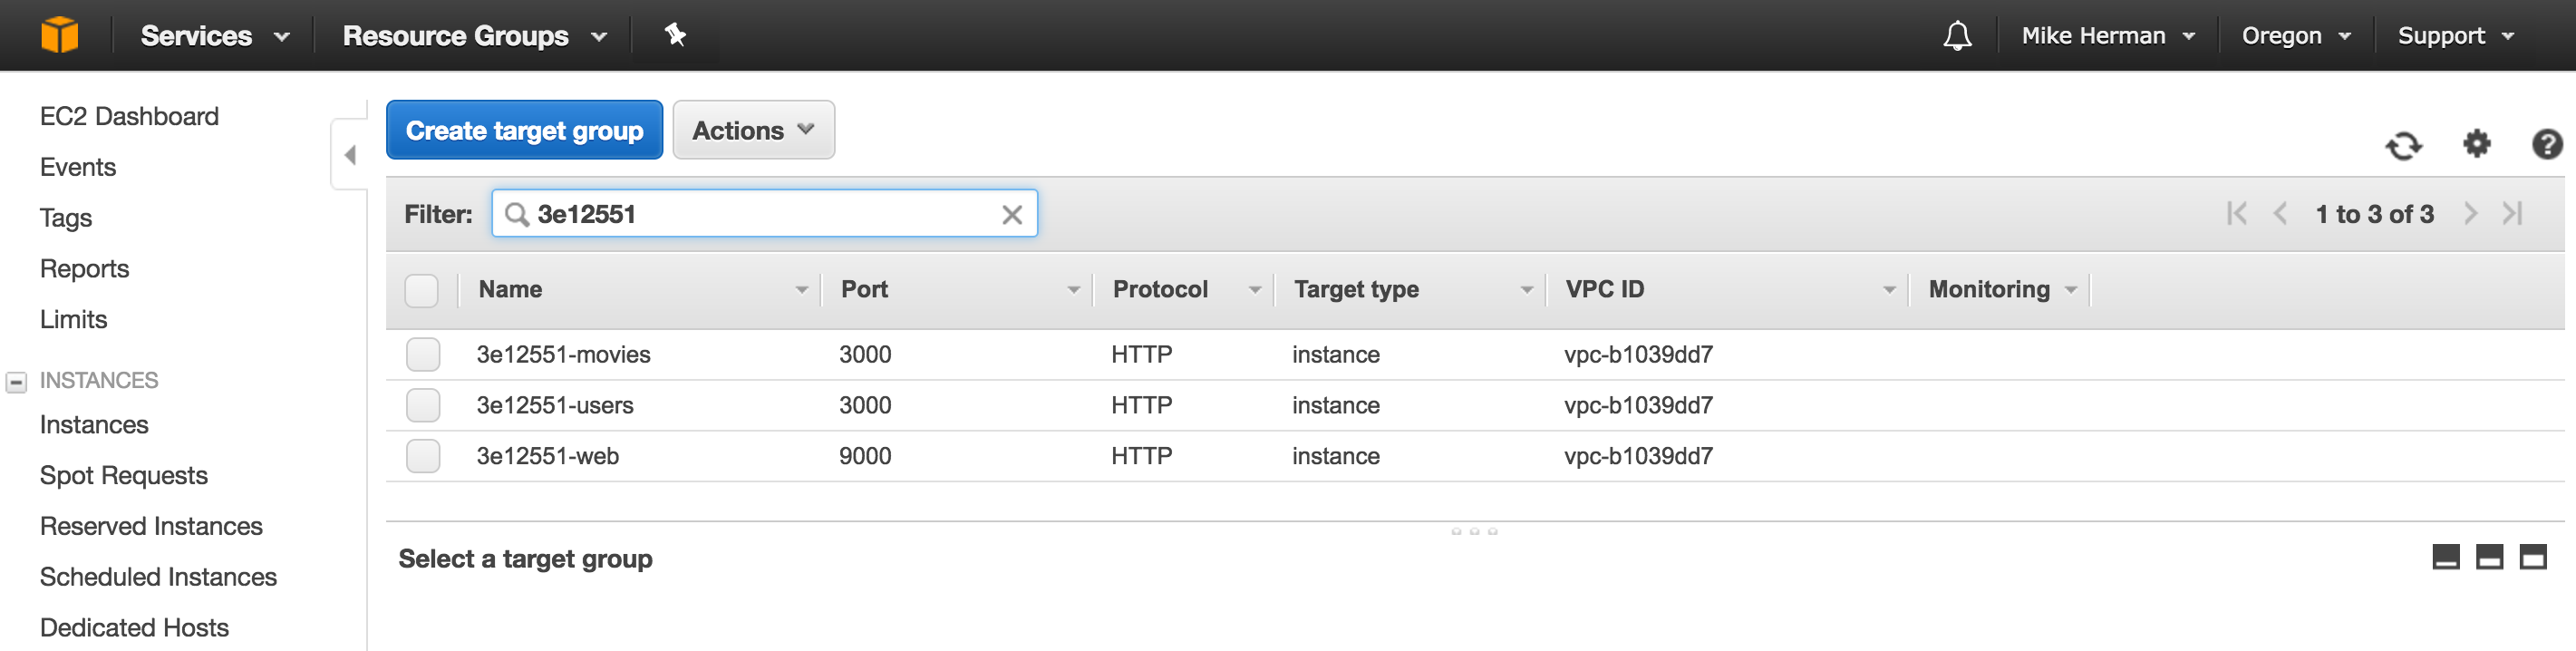 Services Resource Groups Mike Herman Oregon Support
EC2 Dashboard
Events
Tags
Reports
Limits
INSTANCES
Instances
Spot Requests
Reserved Instances
Scheduled Instances
Dedicated Hosts
Create target group Actions
Filter: 3e12551 1 to 3 of 3
Name Port Protocol Target type VPC ID Monitoring
3e12551-movies 3000 HTTP instance vpc-b1039dd7
3e12551-users 3000 HTTP instance vpc-b1039dd7
3e12551-web 9000 HTTP instance vpc-b1039dd7
Select a target group